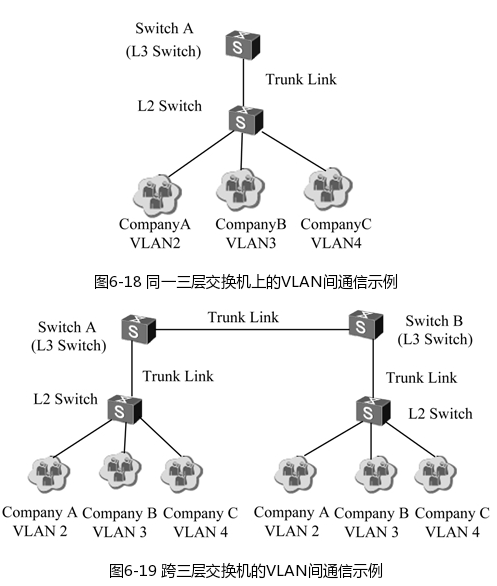 Switch A
(L3 Switch)
Trunk Link
L2 Switch
CompanyA
VLAN2
CompanyB
VLAN3
CompanyC
VLAN4
图6-18 同一三层交换机上的VLAN间通信示例
Switch A
(L3 Switch)
Trunk Link
Switch B
(L3 Switch)
Trunk Link
Trunk Link
L2 Switch
L2 Switch
Company A
VLAN 2
Company B
VLAN 3
Company C
VLAN 4
Company A
VLAN 2
Company B
VLAN 3
Company C
VLAN 4
图6-19 跨三层交换机的VLAN间通信示例